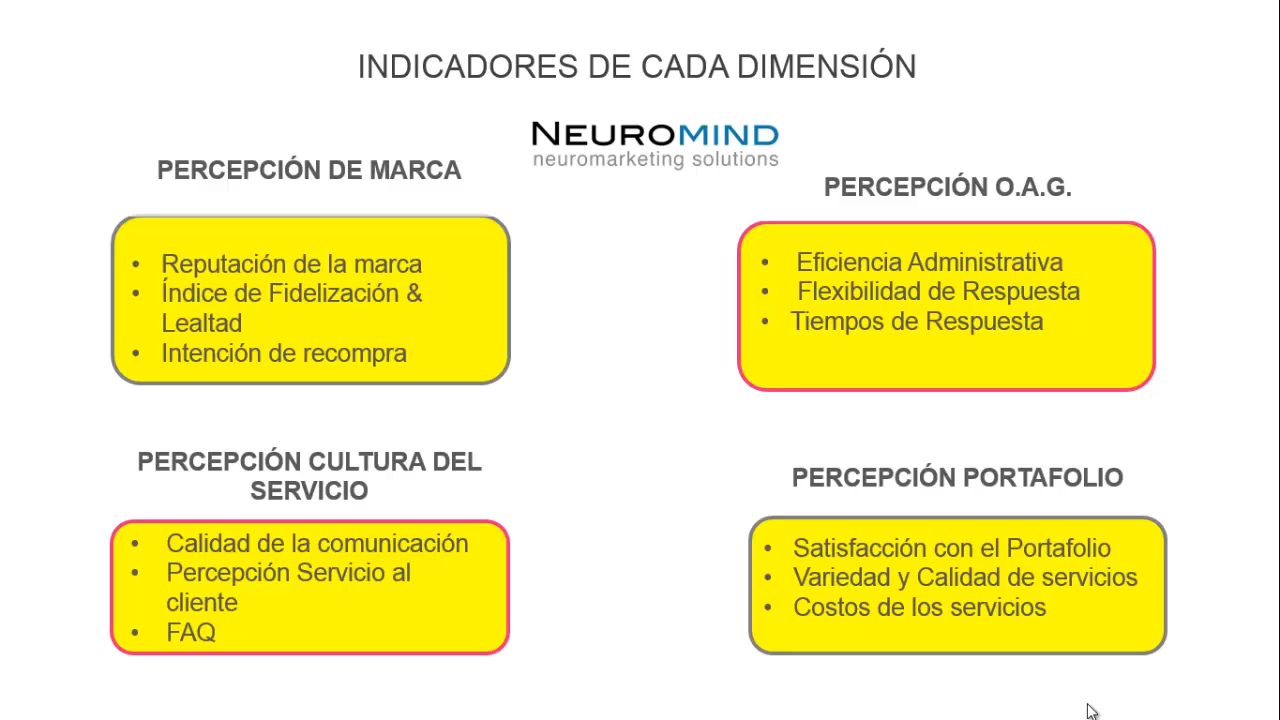 INDICADORES DE CADA DIMENSIÓN
NEUROMIND
neuromarketing solutions
PERCEPCIÓN DE MARCA
• Reputación de la marca
• Índice de Fidelización &
Lealtad
• Intención de recompra
PERCEPCIÓN O.A.G.
• Eficiencia Administrativa
• Flexibilidad de Respuesta
• Tiempos de Respuesta
PERCEPCIÓN CULTURA DEL
SERVICIO
• Calidad de la comunicación
• Percepción Servicio al
cliente
• FAQ
PERCEPCIÓN PORTAFOLIO
• Satisfacción con el Portafolio
• Variedad y Calidad de servicios
• Costos de los servicios